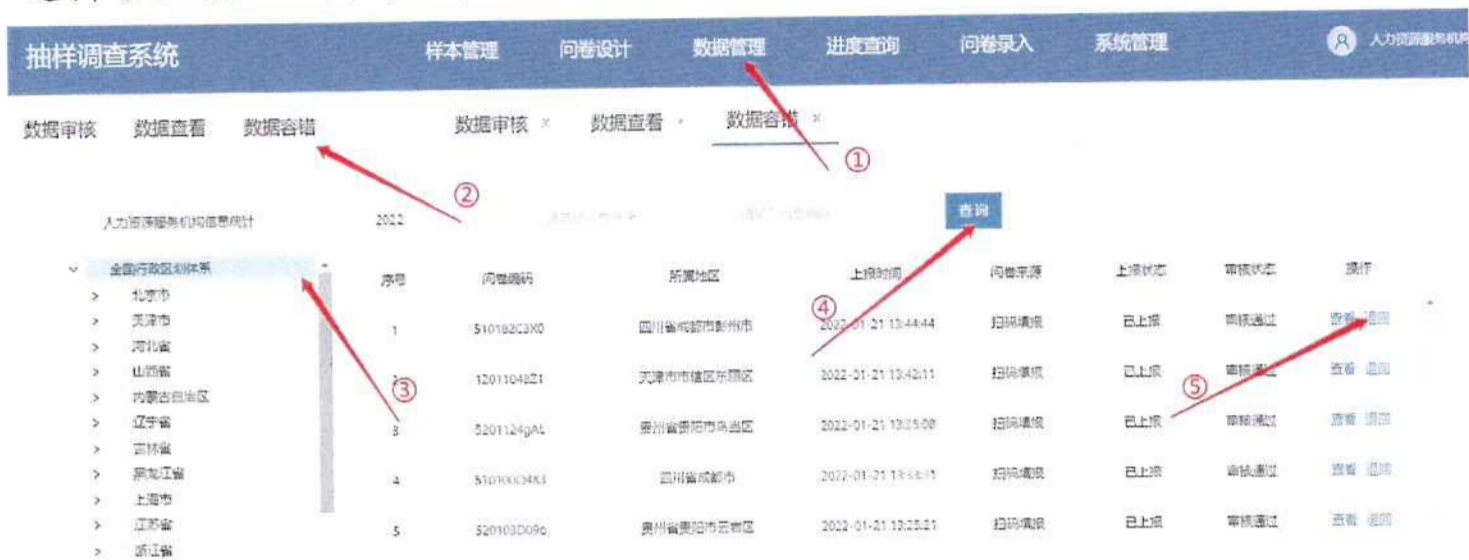 抽样调查系统 样本管理 问卷设计 数据管理 进度查询 问卷录入 系统管理 人力资源服务机构
数据审核 数据查看 数据容错 数据审核 × 数据查看 数据容错 ×
①
②
人力资源服务机构信息统计 2022 查询
全国行政区划体系 序号 问卷编码 所属地区 上报时间 问卷来源 上报状态 审核状态 操作
北京市
④
天津市 1 510182C3X0 四川省成都市彭州市 2022-01-21 13:44:44 扫码填报 已上报 审核通过 查看 退回
河北省
山西省 天津市市辖区东丽区 2022-01-21 13:42:11 扫码填报 已上报 审核通过 查看 退回
③
⑤
内蒙古自治区
辽宁省 3 贵州省贵阳市乌当区 扫码填报 已上报 审核通过 查看 退回
吉林省
黑龙江省 4 四川省成都市 扫码填报 已上报 审核通过 查看 退回
上海市
江苏省 5 贵州省贵阳市云岩区 2022-01-21 13:25:21 扫码填报 已上报 审核通过 查看 退回
浙江省